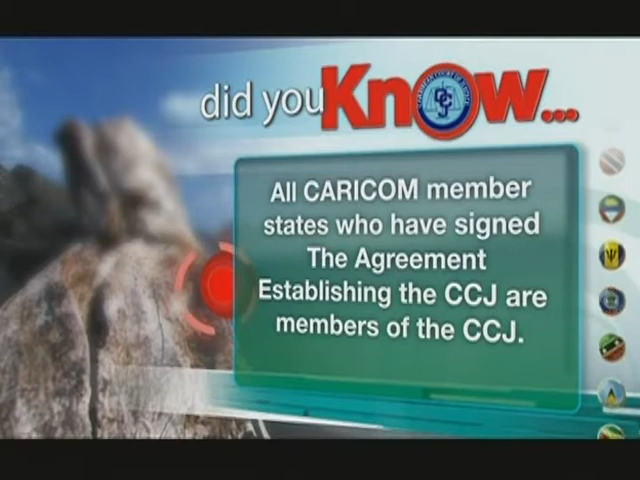 did you Know...
All CARICOM member
states who have signed
The Agreement
Establishing the CCJ are
members of the CCJ.